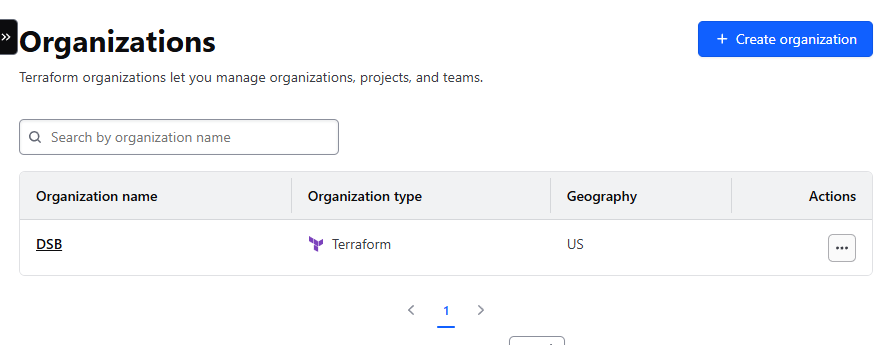 Organizations
+ Create organization
Terraform organizations let you manage organizations, projects, and teams.
Search by organization name
Organization name Organization type Geography Actions
DSB Terraform US
1